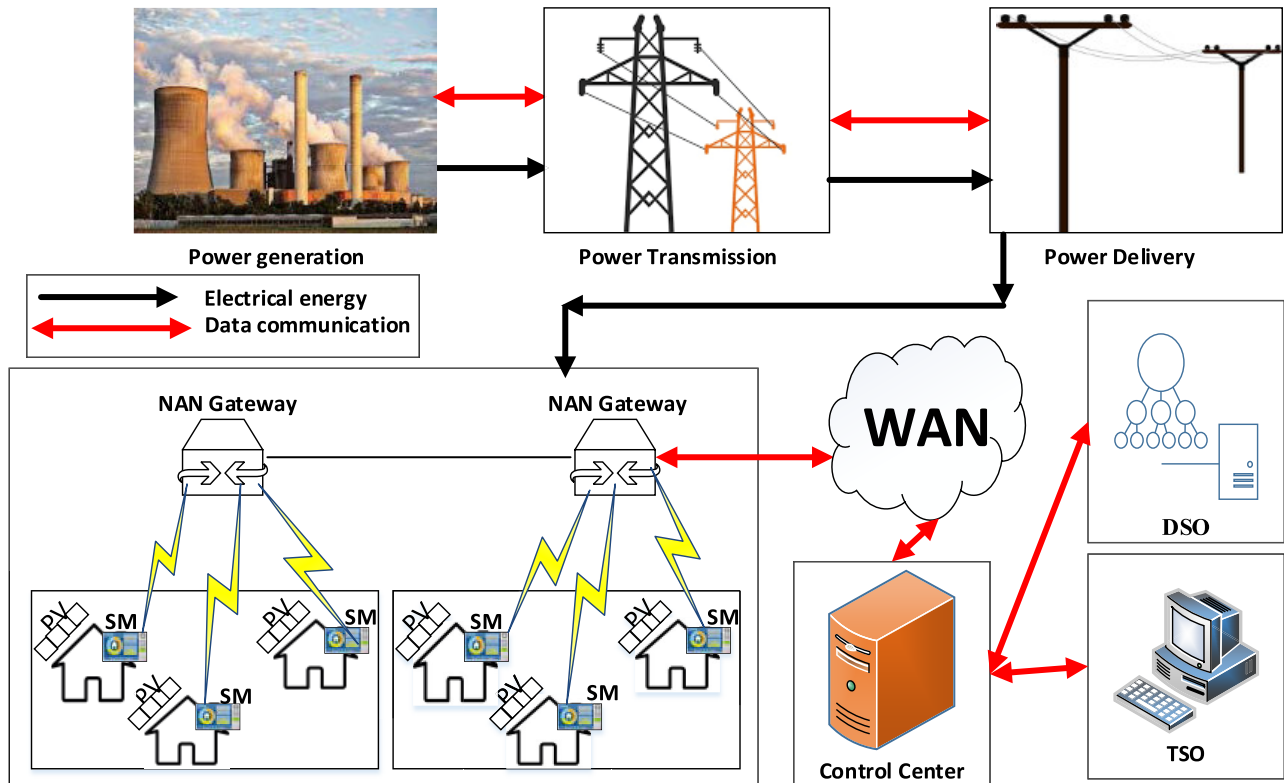 Power generation
Power Transmission
Power Delivery
Electrical energy
Data communication
NAN Gateway
NAN Gateway
WAN
DSO
PV
SM
PV
SM
PV
SM
PV
SM
PV
SM
PV
SM
Control Center
TSO